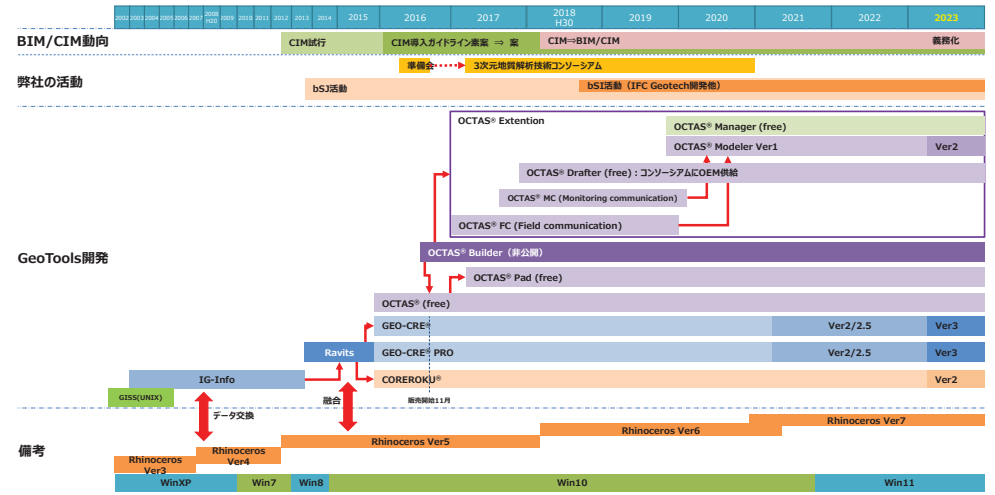 2002 2003 2004 2005 2006 2007 2008 2009 2010 2011 2012 2013 2014 2015 2016 2017 2018 2019 2020 2021 2022 2023
H20 H30
BIM/CIM動向
CIM試行 CIM導入ガイドライン素案 ⇒ 案 CIM⇒BIM/CIM 義務化
弊社の活動
準備会 3次元地質解析技術コンソーシアム
bSJ活動 bSI活動（IFC Geotech開発他）
GeoTools開発
OCTAS® Extention
OCTAS® Manager (free)
OCTAS® Modeler Ver1 Ver2
OCTAS® Drafter (free)：コンソーシアムにOEM供給
OCTAS® MC (Monitoring communication)
OCTAS® FC (Field communication)
OCTAS® Builder（非公開）
OCTAS® Pad (free)
OCTAS® (free)
GEO-CRE® Ver2/2.5 Ver3
Ravits GEO-CRE® PRO Ver2/2.5 Ver3
IG-Info COREROKU® Ver2
GISS(UNIX)
融合 販売開始11月
データ交換
備考
Rhinoceros Ver7
Rhinoceros Ver6
Rhinoceros Ver5
Rhinoceros
Ver4
Rhinoceros
Ver3
WinXP Win7 Win8 Win10 Win11